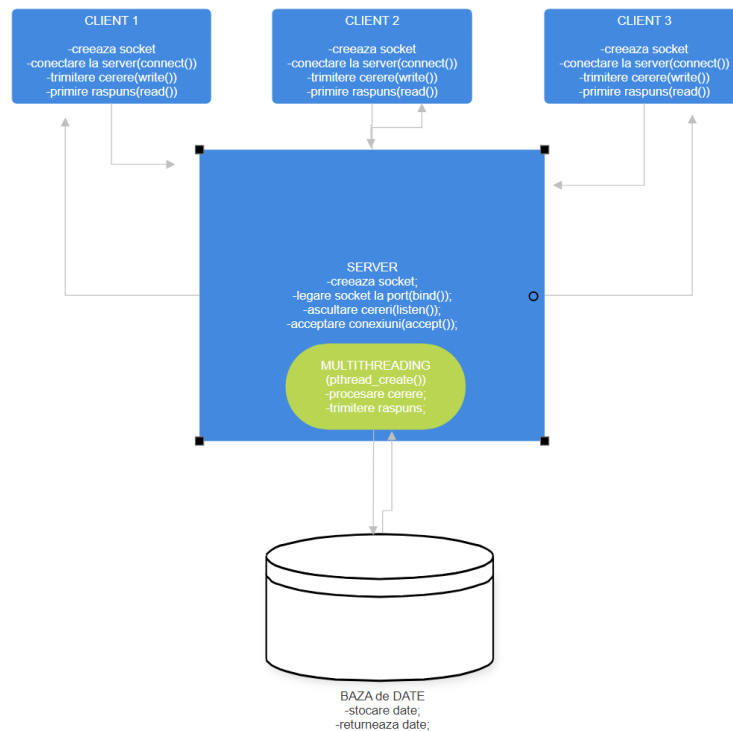 CLIENT 1
-creeaza socket
-conectare la server(connect())
-trimitere cerere(write())
-primire raspuns(read())
CLIENT 2
-creeaza socket
-conectare la server(connect())
-trimitere cerere(write())
-primire raspuns(read())
CLIENT 3
-creeaza socket
-conectare la server(connect())
-trimitere cerere(write())
-primire raspuns(read())
SERVER
-creeaza socket;
-legare socket la port(bind());
-ascultare cereri(listen());
-acceptare conexiuni(accept());
MULTITHREADING
(pthread_create())
-procesare cerere;
-trimitere raspuns;
BAZA de DATE
-stocare date;
-returneaza date;